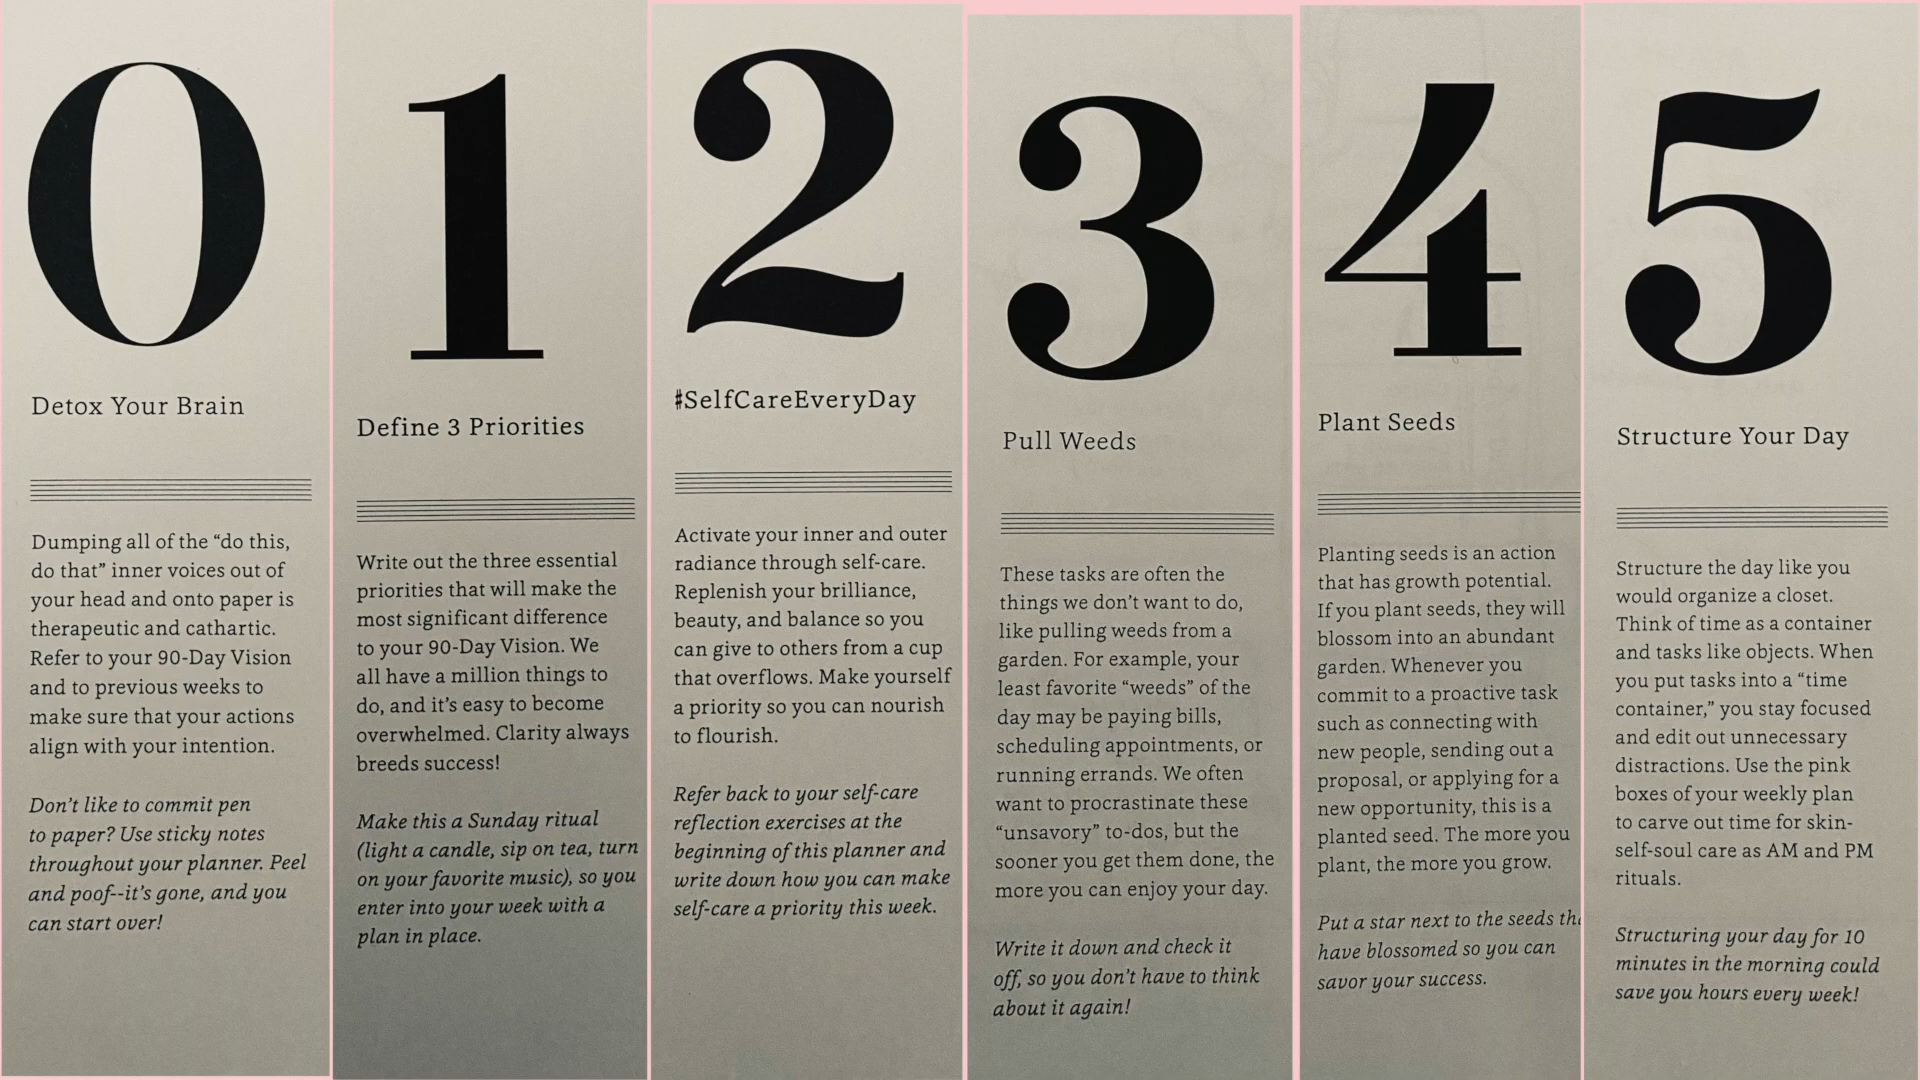 0
Detox Your Brain
Dumping all of the “do this,
do that” inner voices out of
your head and onto paper is
therapeutic and cathartic.
Refer to your 90-Day Vision
and to previous weeks to
make sure that your actions
align with your intention.
Don’t like to commit pen
to paper? Use sticky notes
throughout your planner. Peel
and poof--it’s gone, and you
can start over!
1
Define 3 Priorities
Write out the three essential
priorities that will make the
most significant difference
to your 90-Day Vision. We
all have a million things to
do, and it’s easy to become
overwhelmed. Clarity always
breeds success!
Make this a Sunday ritual
(light a candle, sip on tea, turn
on your favorite music), so you
enter into your week with a
plan in place.
2
#SelfCareEveryDay
Activate your inner and outer
radiance through self-care.
Replenish your brilliance,
beauty, and balance so you
can give to others from a cup
that overflows. Make yourself
a priority so you can nourish
to flourish.
Refer back to your self-care
reflection exercises at the
beginning of this planner and
write down how you can make
self-care a priority this week.
3
Pull Weeds
These tasks are often the
things we don’t want to do,
like pulling weeds from a
garden. For example, your
least favorite “weeds” of the
day may be paying bills,
scheduling appointments, or
running errands. We often
want to procrastinate these
“unsavory” to-dos, but the
sooner you get them done, the
more you can enjoy your day.
Write it down and check it
off, so you don’t have to think
about it again!
4
Plant Seeds
Planting seeds is an action
that has growth potential.
If you plant seeds, they will
blossom into an abundant
garden. Whenever you
commit to a proactive task
such as connecting with
new people, sending out a
proposal, or applying for a
new opportunity, this is a
planted seed. The more you
plant, the more you grow.
Put a star next to the seeds
have blossomed so you can
savor your success.
5
Structure Your Day
Structure the day like you
would organize a closet.
Think of time as a container
and tasks like objects. When
you put tasks into a “time
container,” you stay focused
and edit out unnecessary
distractions. Use the pink
boxes of your weekly plan
to carve out time for skin-
self-soul care as AM and PM
rituals.
Structuring your day for 10
minutes in the morning could
save you hours every week!